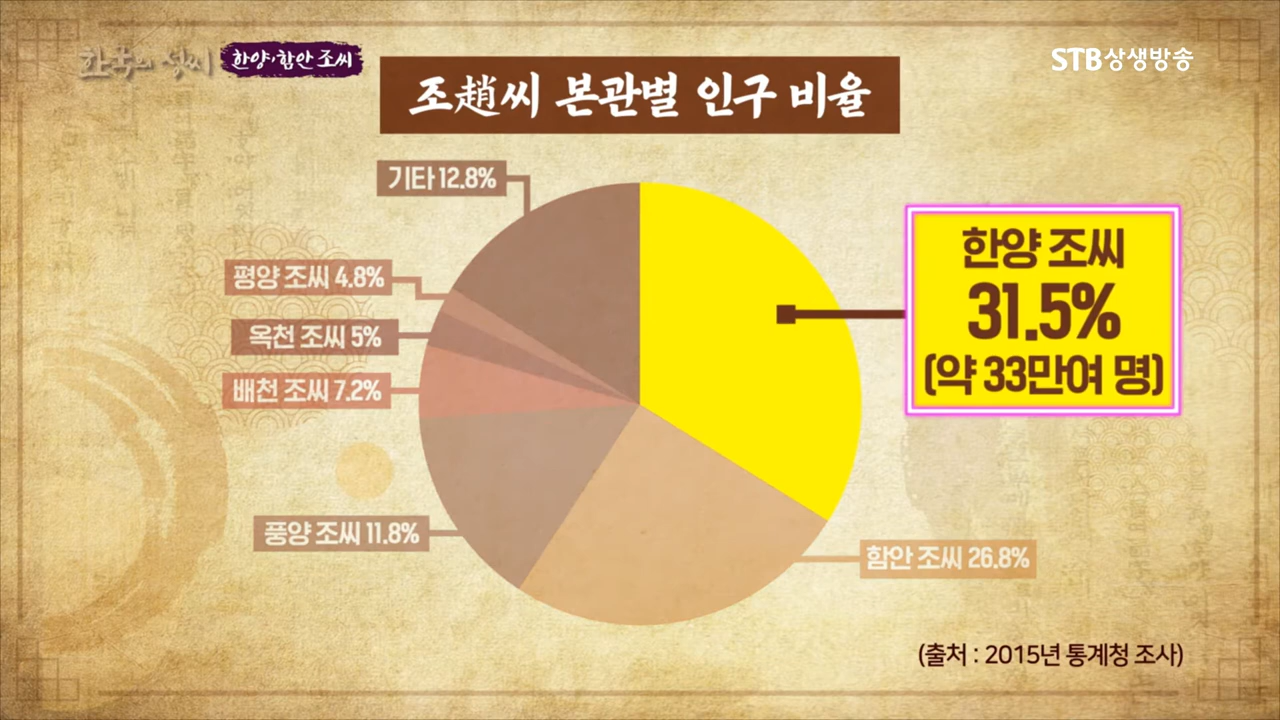 한국의 성씨 한양·함안 조씨
STB상생방송
조趙씨 본관별 인구 비율
기타 12.8%
평양 조씨 4.8%
옥천 조씨 5%
배천 조씨 7.2%
풍양 조씨 11.8%
한양 조씨
31.5%
(약 33만여 명)
함안 조씨 26.8%
(출처 : 2015년 통계청 조사)